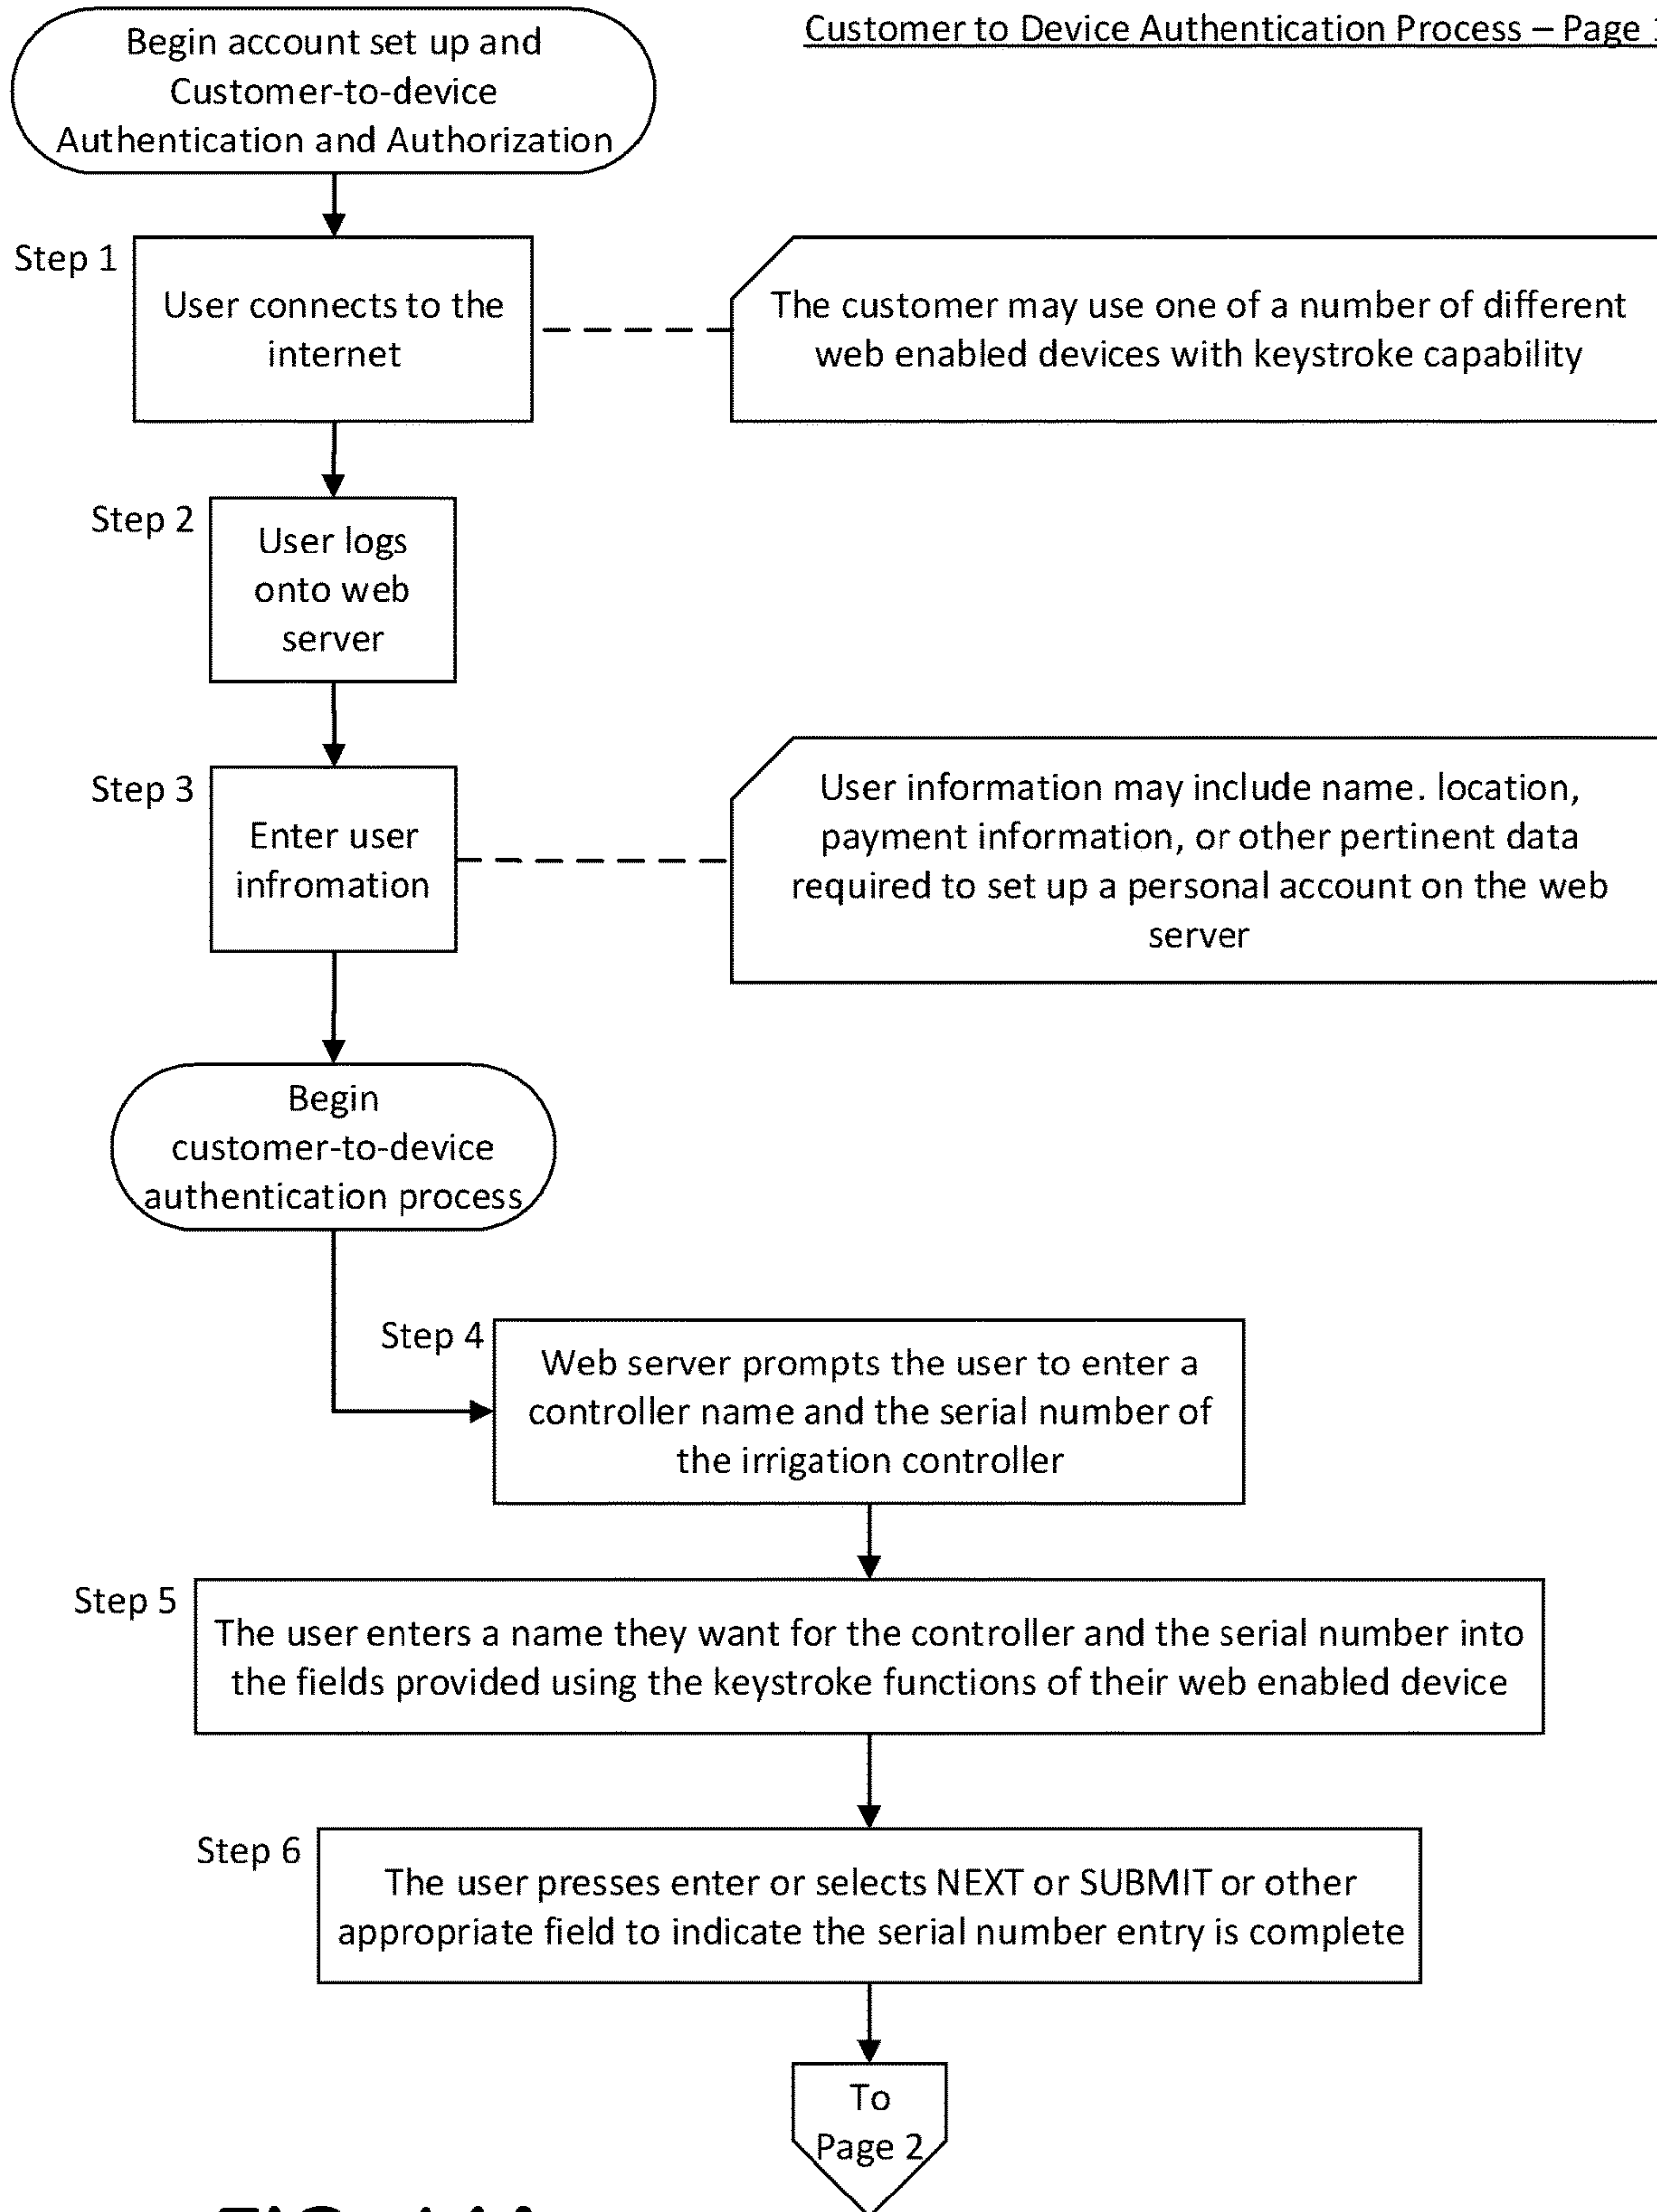 Customer to Device Authentication Process – Page 1
Begin account set up and
Customer-to-device
Authentication and Authorization
Step 1
User connects to the
internet
The customer may use one of a number of different
web enabled devices with keystroke capability
Step 2
User logs
onto web
server
Step 3
Enter user
infromation
User information may include name. location,
payment information, or other pertinent data
required to set up a personal account on the web
server
Begin
customer-to-device
authentication process
Step 4
Web server prompts the user to enter a
controller name and the serial number of
the irrigation controller
Step 5
The user enters a name they want for the controller and the serial number into
the fields provided using the keystroke functions of their web enabled device
Step 6
The user presses enter or selects NEXT or SUBMIT or other
appropriate field to indicate the serial number entry is complete
To
Page 2